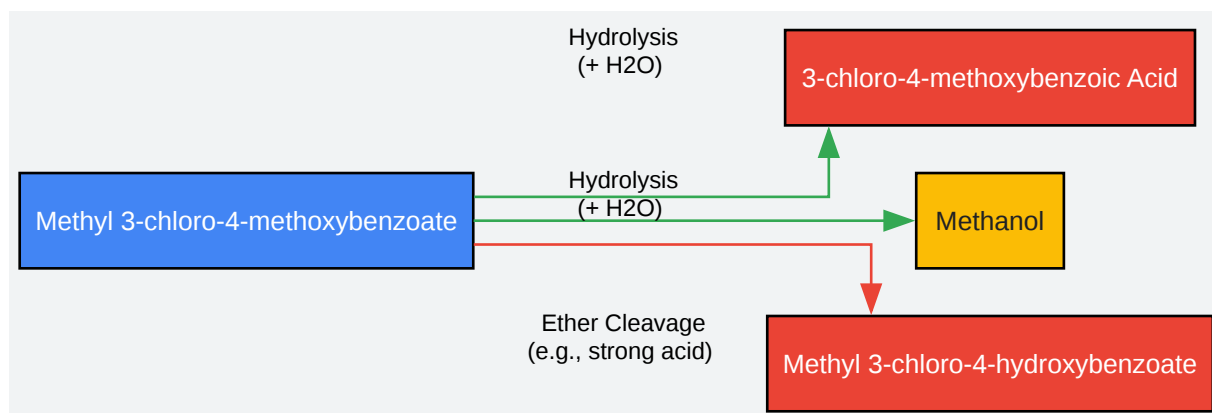 Hydrolysis
(+ H2O)
3-chloro-4-methoxybenzoic Acid
Methyl 3-chloro-4-methoxybenzoate
Hydrolysis
(+ H2O)
Methanol
Ether Cleavage
(e.g., strong acid)
Methyl 3-chloro-4-hydroxybenzoate